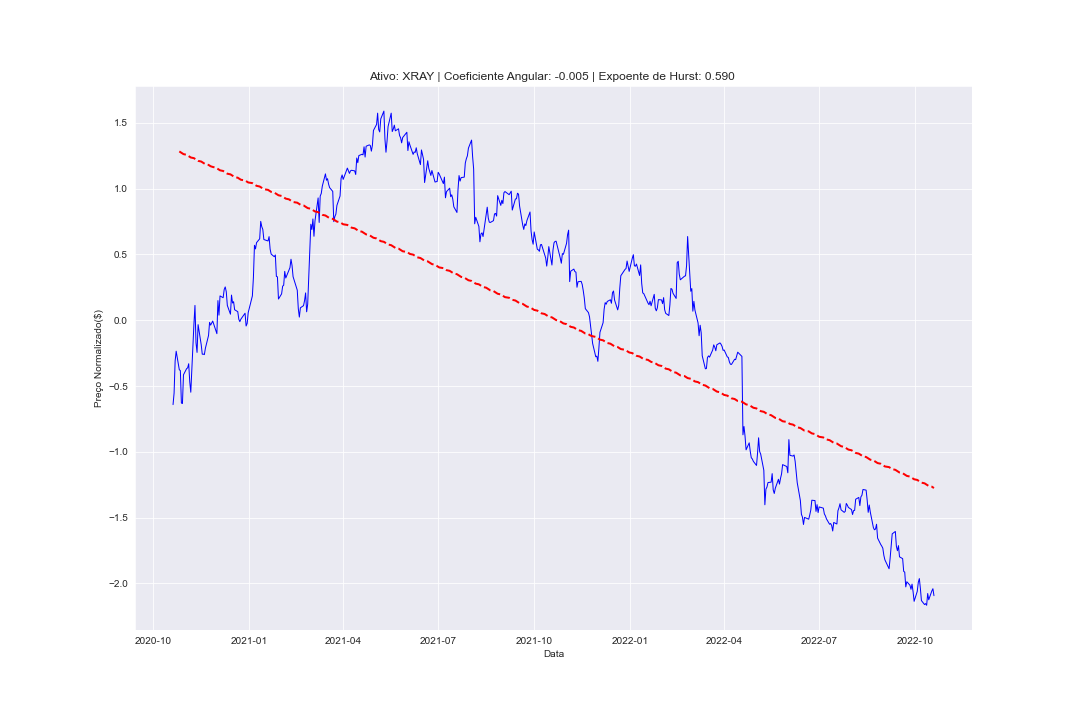 Ativo: XRAY | Coeficiente Angular: -0.005 | Expoente de Hurst: 0.590
Preço Normalizado($)
1.5
1.0
0.5
0.0
−0.5
−1.0
−1.5
−2.0
2020-10 2021-01 2021-04 2021-07 2021-10 2022-01 2022-04 2022-07 2022-10
Data